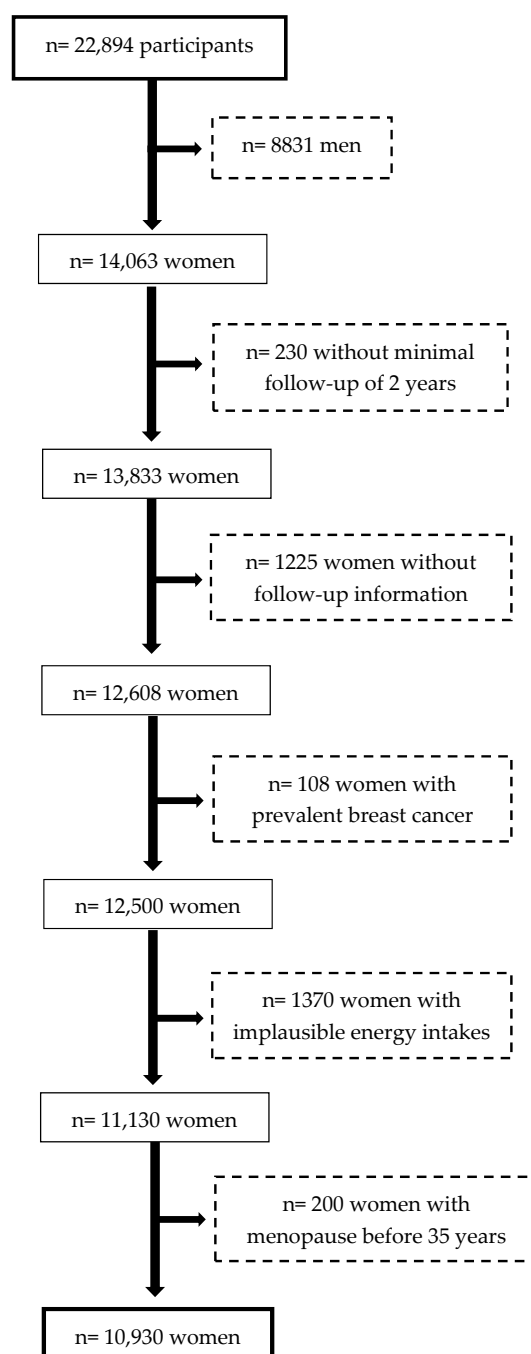 n= 22,894 participants
n= 8831 men
n= 14,063 women
n= 230 without minimal
follow-up of 2 years
n= 13,833 women
n= 1225 women without
follow-up information
n= 12,608 women
n= 108 women with
prevalent breast cancer
n= 12,500 women
n= 1370 women with
implausible energy intakes
n= 11,130 women
n= 200 women with
menopause before 35 years
n= 10,930 women